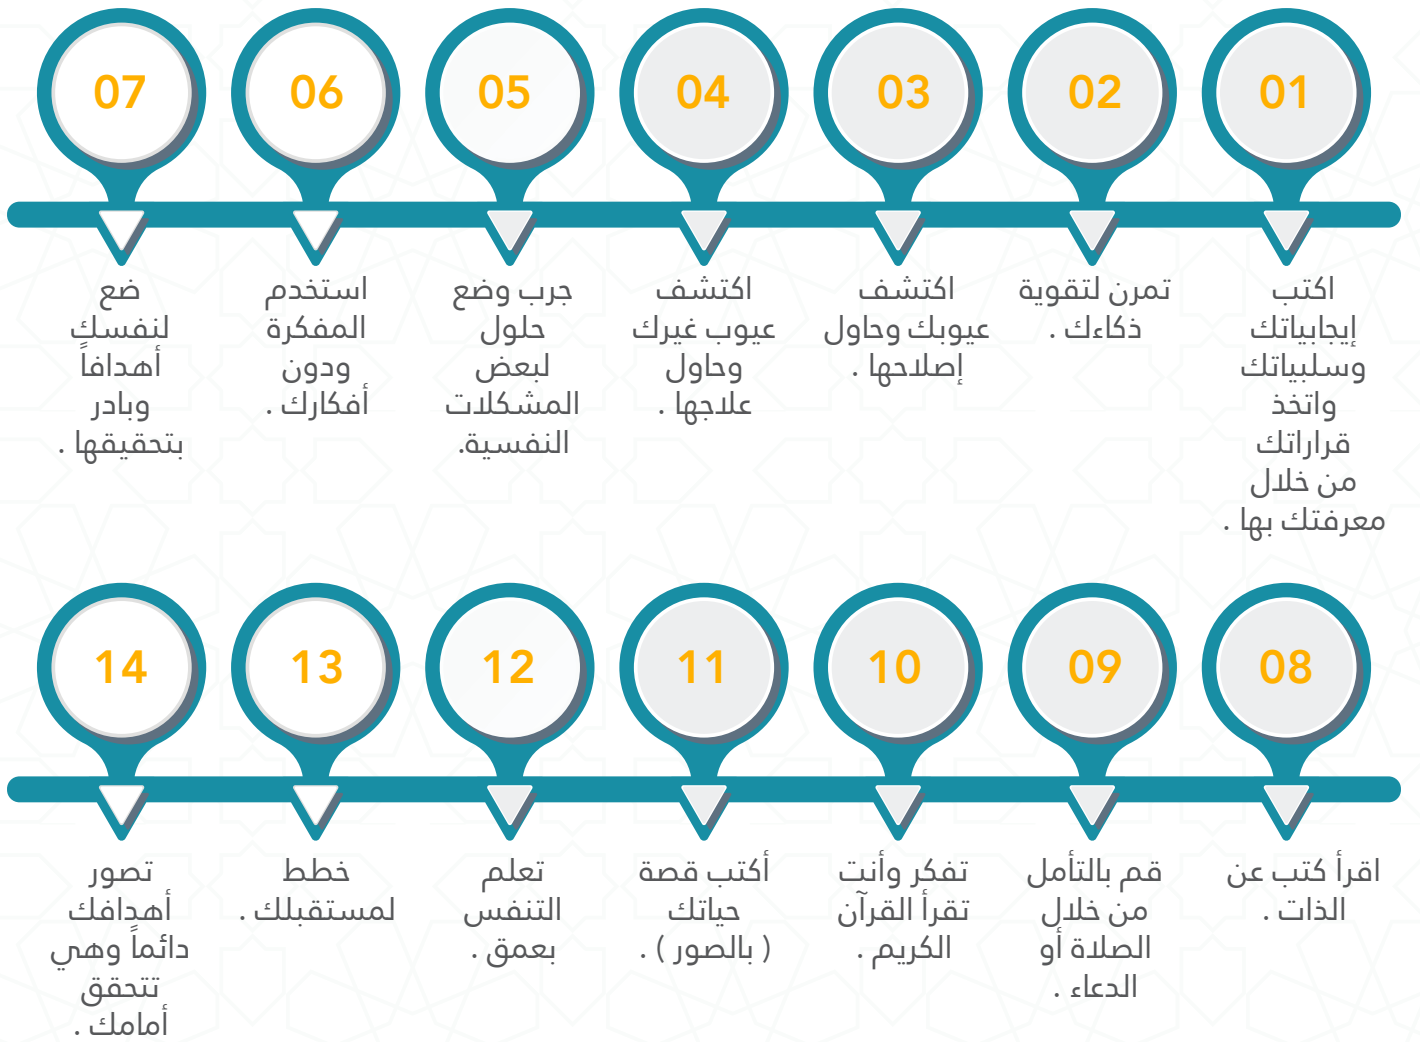 01
اكتب
إيجابياتك
وسلبياتك
واتخذ
قراراتك
من خلال
معرفتك بها .
02
تمرن لتقوية
ذكاءك .
03
اكتشف
عيوبك وحاول
إصلاحها .
04
اكتشف
عيوب غيرك
وحاول
علاجها .
05
جرب وضع
حلول
لبعض
المشكلات
النفسية.
06
استخدم
المفكرة
ودون
أفكارك .
07
ضع
لنفسك
أهدافاً
وبادر
بتحقيقها .
08
اقرأ كتب عن
الذات .
09
قم بالتأمل
من خلال
الصلاة أو
الدعاء .
10
تفكر وأنت
تقرأ القرآن
الكريم .
11
أكتب قصة
حياتك
( بالصور ) .
12
تعلم
التنفس
بعمق .
13
خطط
لمستقبلك .
14
تصور
أهدافك
دائماً وهي
تتحقق
أمامك .